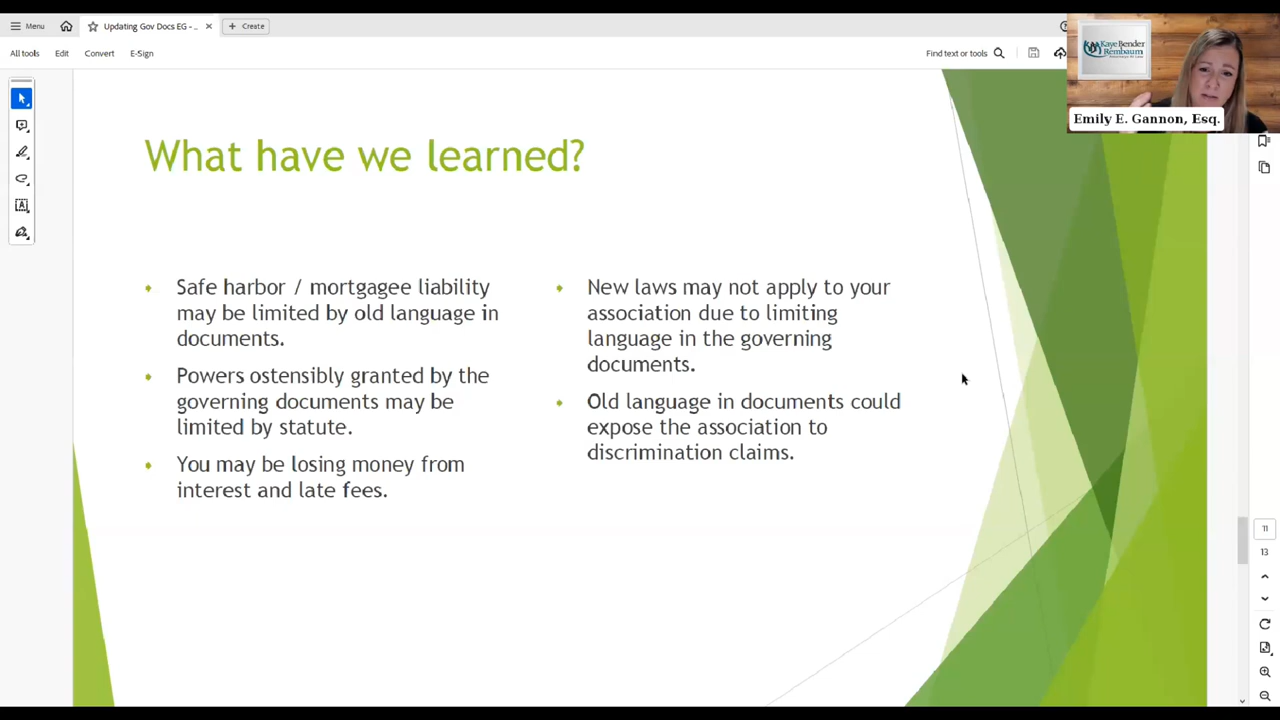 Menu
Updating Gov Docs EG - ...
Create
All tools
Edit
Convert
E-Sign
Find text or tools
Kaye Bender
Rembaum
Emily E. Gannon, Esq.
What have we learned?
Safe harbor / mortgagee liability
may be limited by old language in
documents.
Powers ostensibly granted by the
governing documents may be
limited by statute.
You may be losing money from
interest and late fees.
New laws may not apply to your
association due to limiting
language in the governing
documents.
Old language in documents could
expose the association to
discrimination claims.
11
13